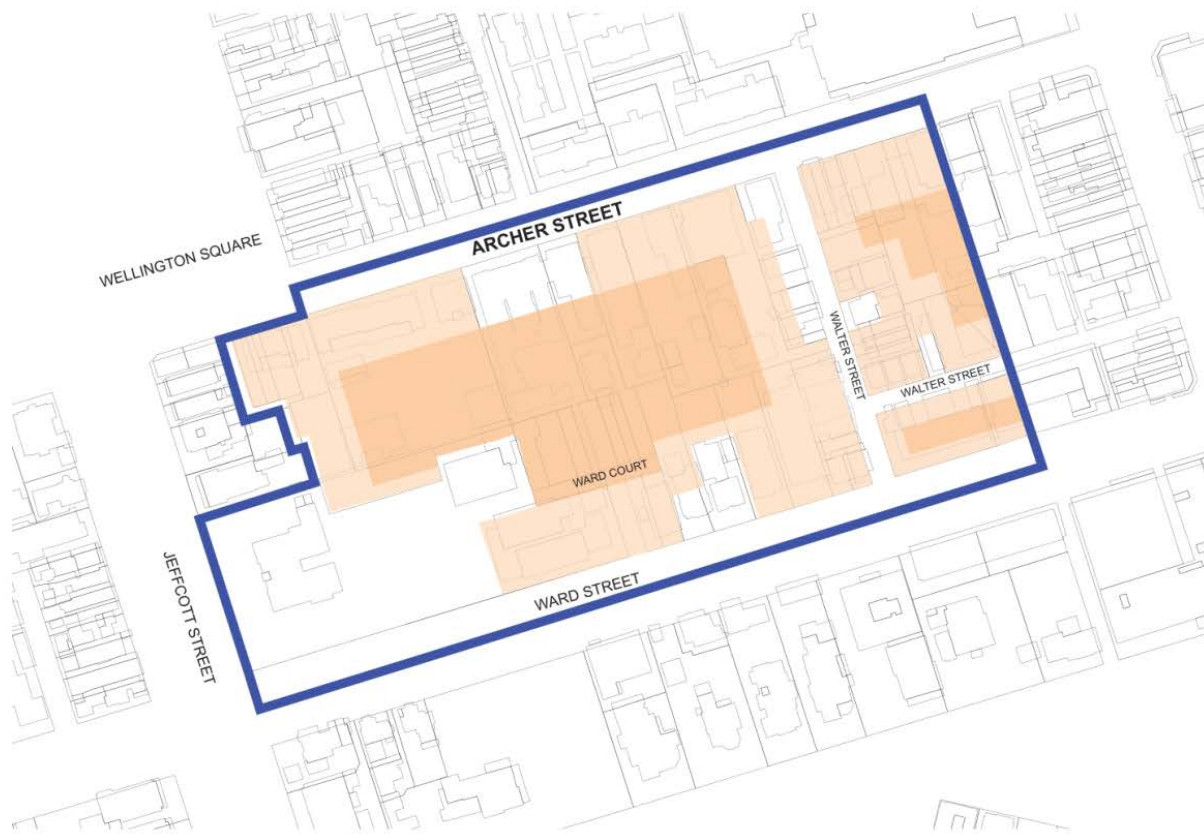 ARCHER STREET
WELLINGTON SQUARE
WALTER STREET
WALTER STREET
WARD COURT
WARD STREET
JEFFCOTT STREET